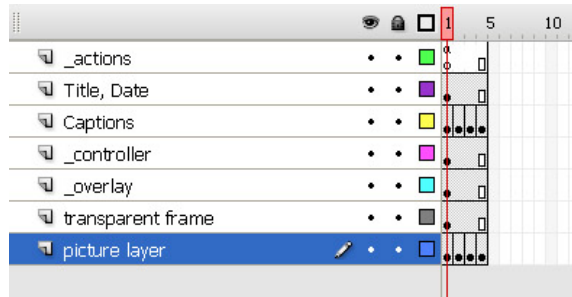 1 5 10
_actions
Title, Date
Captions
_controller
_overlay
transparent frame
picture layer